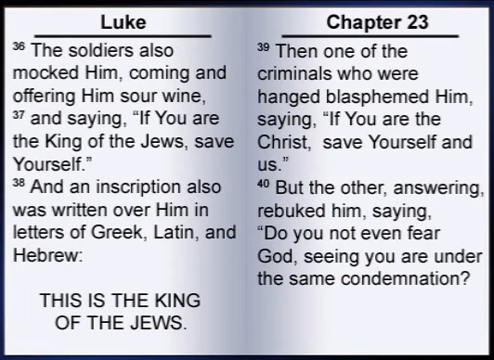 Luke
³⁶ The soldiers also
mocked Him, coming and
offering Him sour wine,
³⁷ and saying, “If You are
the King of the Jews, save
Yourself.”
³⁸ And an inscription also
was written over Him in
letters of Greek, Latin, and
Hebrew:
THIS IS THE KING
OF THE JEWS.
Chapter 23
³⁹ Then one of the
criminals who were
hanged blasphemed Him,
saying, “If You are the
Christ, save Yourself and
us.”
⁴⁰ But the other, answering,
rebuked him, saying,
“Do you not even fear
God, seeing you are under
the same condemnation?